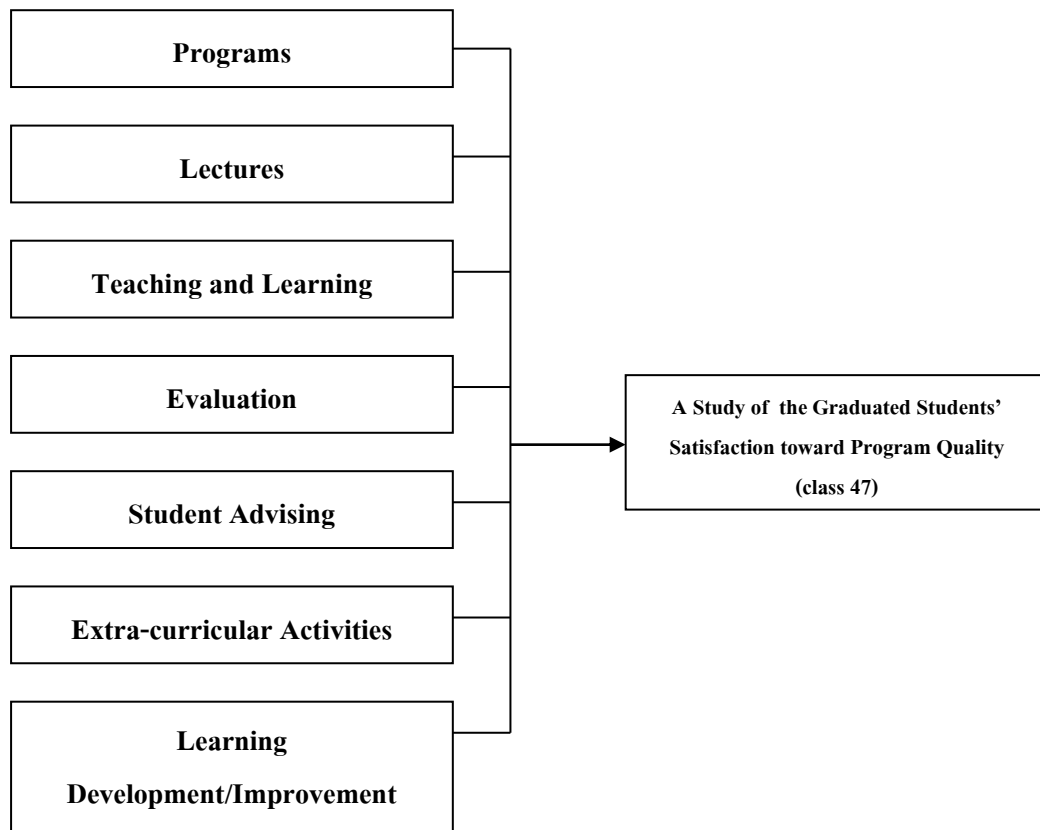 Programs
Lectures
Teaching and Learning
Evaluation
Student Advising
Extra-curricular Activities
Learning
Development/Improvement
A Study of the Graduated Students’
Satisfaction toward Program Quality
(class 47)